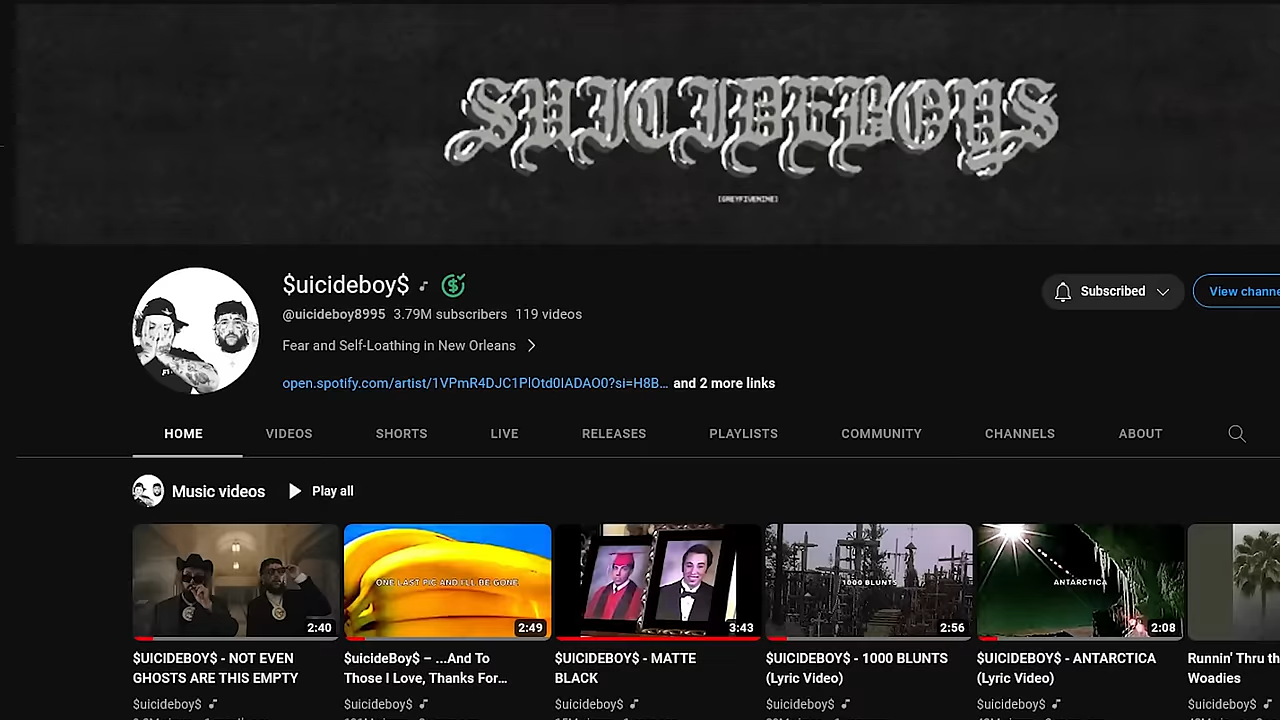 SUICIDEBOYS
[GREYFIVENINE]
$uicideboy$
Subscribed
View channe
@uicideboy8995 3.79M subscribers 119 videos
Fear and Self-Loathing in New Orleans
open.spotify.com/artist/1VPmR4DJC1PlOtd0IADAO0?si=H8B... and 2 more links
HOME VIDEOS SHORTS LIVE RELEASES PLAYLISTS COMMUNITY CHANNELS ABOUT
Music videos Play all
ONE LAST PIC AND I'LL BE GONE
1000 BLUNTS
ANTARCTICA
2:40 2:49 3:43 2:56 2:08
$UICIDEBOY$ - NOT EVEN
GHOSTS ARE THIS EMPTY
$uicideboy$
$uicideBoy$ – ...And To
Those I Love, Thanks For...
$uicideboy$
$UICIDEBOY$ - MATTE
BLACK
$uicideboy$
$UICIDEBOY$ - 1000 BLUNTS
(Lyric Video)
$uicideboy$
$UICIDEBOY$ - ANTARCTICA
(Lyric Video)
$uicideboy$
Runnin' Thru th
Woadies
$uicideboy$